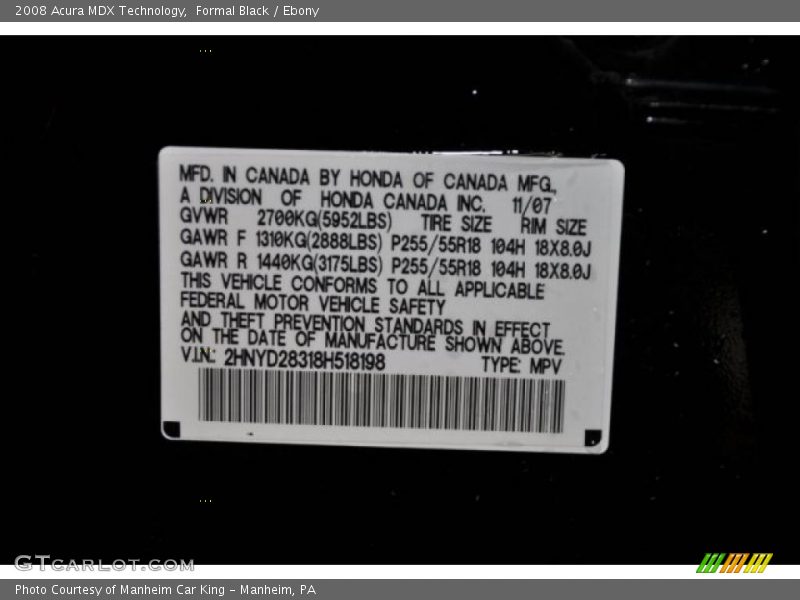 2008 Acura MDX Technology,  Formal Black / Ebony
MFD. IN CANADA BY HONDA OF CANADA MFG.,
A DIVISION OF HONDA CANADA INC. 11/07
GVWR 2700KG(5952LBS) TIRE SIZE RIM SIZE
GAWR F 1310KG(2888LBS) P255/55R18 104H 18X8.0J
GAWR R 1440KG(3175LBS) P255/55R18 104H 18X8.0J
THIS VEHICLE CONFORMS TO ALL APPLICABLE
FEDERAL MOTOR VEHICLE SAFETY
AND THEFT PREVENTION STANDARDS IN EFFECT
ON THE DATE OF MANUFACTURE SHOWN ABOVE.
V.I.N.: 2HNYD28318H518198 TYPE: MPV
GTCARLOT.COM
Photo Courtesy of Manheim Car King - Manheim, PA